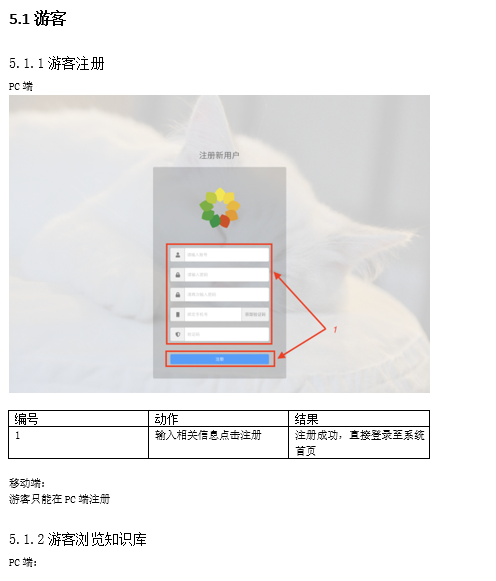 5.1 游客
5.1.1 游客注册
PC 端
注册新用户
1
编号 动作 结果
1 输入相关信息点击注册 注册成功，直接登录至系统
首页
移动端：
游客只能在 PC 端注册
5.1.2 游客浏览知识库
PC 端：